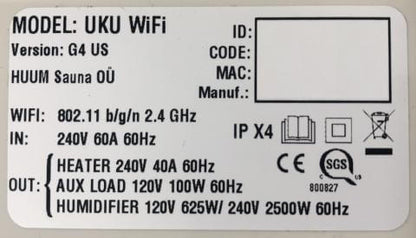 MODEL: UKU WiFi
Version: G4 US
HUUM Sauna OÜ
ID:
CODE:
MAC:
Manuf.:
WIFI: 802.11 b/g/n 2.4 GHz
IN: 240V 60A 60Hz
IP X4
CE
SGS
C US
800827
OUT:
HEATER 240V 40A 60Hz
AUX LOAD 120V 100W 60Hz
HUMIDIFIER 120V 625W/ 240V 2500W 60Hz